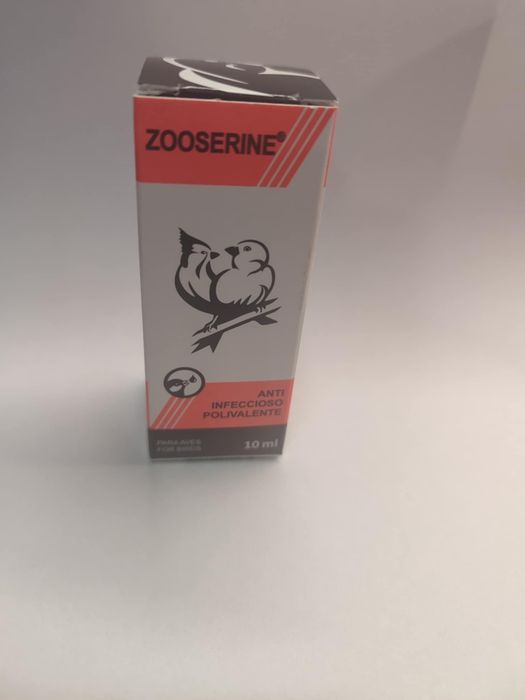 ZOOSERINE®
ANTI
INFECCIOSO
POLIVALENTE
PARA AVES
FOR BIRDS
10 ml